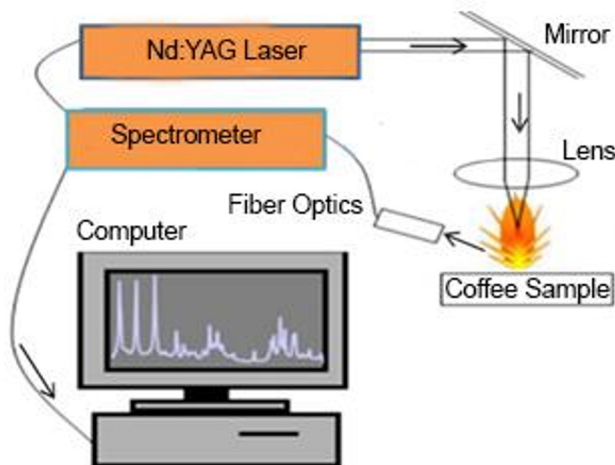 Nd:YAG Laser
Mirror
Spectrometer
Lens
Fiber Optics
Computer
Coffee Sample